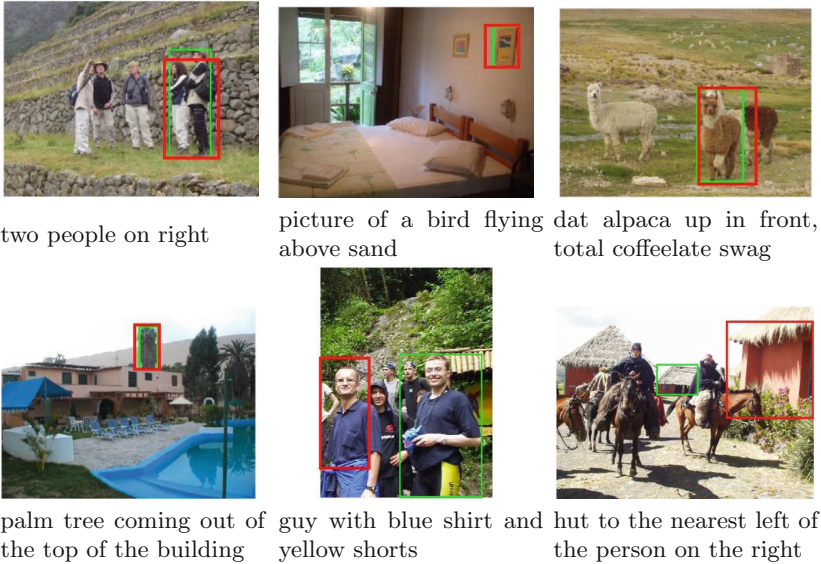 two people on right
picture of a bird flying
above sand
dat alpaca up in front,
total coffeelate swag
palm tree coming out of
the top of the building
guy with blue shirt and
yellow shorts
hut to the nearest left of
the person on the right